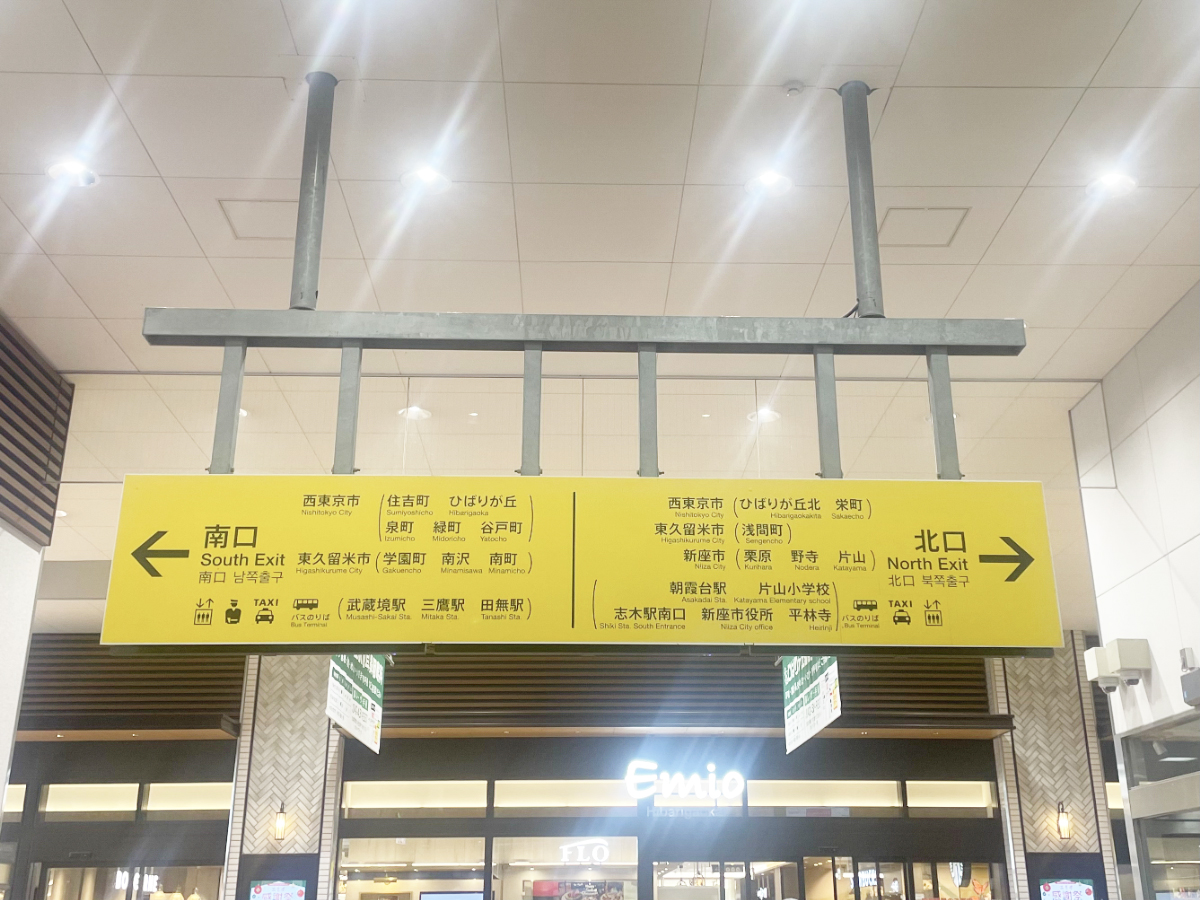 西東京市 (住吉町 ひばりが丘
Nishitokyo City Sumiyoshicho Hibarigaoka
泉町 緑町 谷戸町)
Izumicho Midoricho Yatocho
南口
South Exit
南口 남쪽출구
東久留米市 (学園町 南沢 南町)
Higashikurume City Gakuencho Minamisawa Minamicho
TAXI
バスのりば
Bus Terminal
(武蔵境駅 三鷹駅 田無駅)
Musashi-Sakai Sta. Mitaka Sta. Tanashi Sta.
西東京市 (ひばりが丘北 栄町)
Nishitokyo City Hibarigaokakita Sakaecho
東久留米市 (浅間町)
Higashikurume City Sengencho
新座市 (栗原 野寺 片山)
Niiza City Kurihara Nodera Katayama
北口
North Exit
北口 북쪽출구
(朝霞台駅 片山小学校
Asakadai Sta. Katayama Elementary school
志木駅南口 新座市役所 平林寺)
Shiki Sta. South Entrance Niiza City office Heirinji
バスのりば
Bus Terminal
TAXI
Emio
FLO